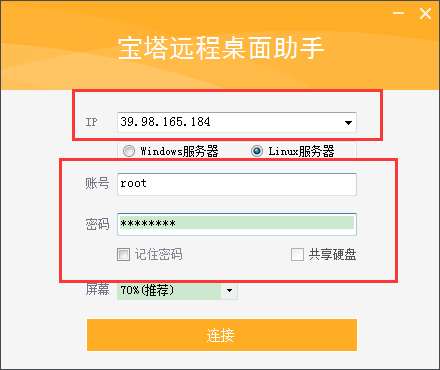 宝塔远程桌面助手
IP 39.98.165.184
Windows服务器 Linux服务器
账号 root
密码 ********
记住密码 共享硬盘
屏幕 70%(推荐)
连接